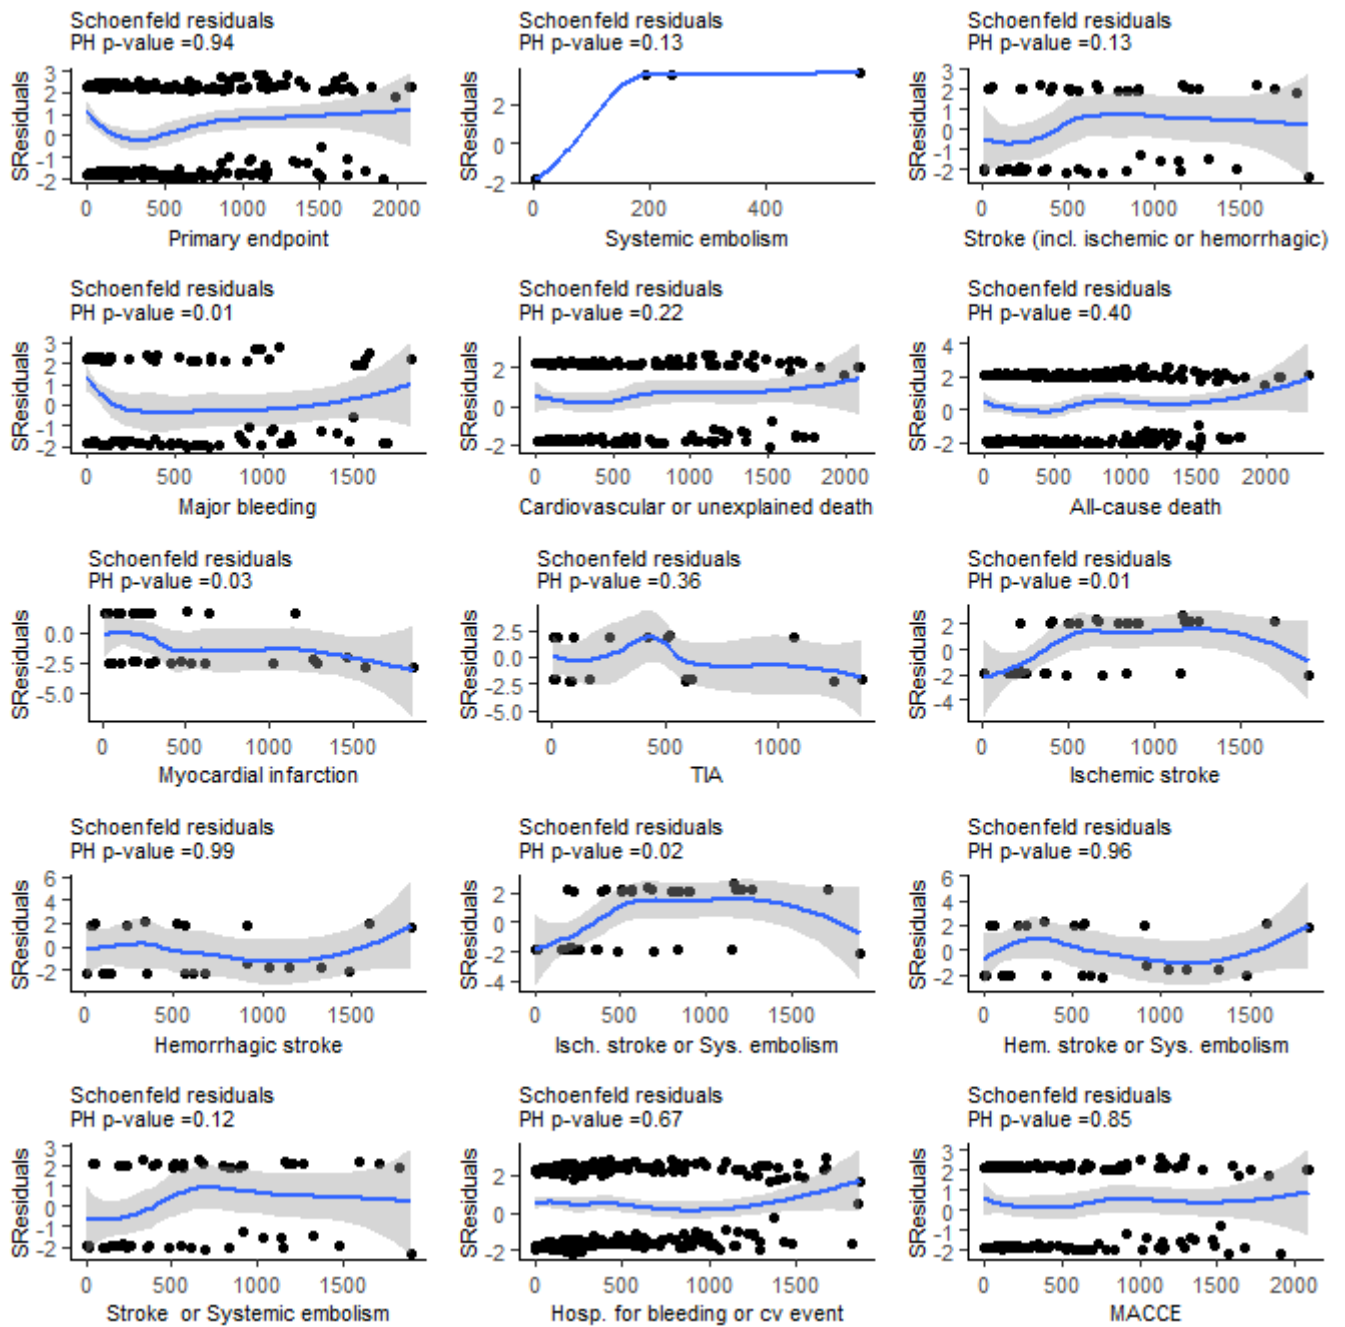 Schoenfeld residuals
PH p-value =0.94
SResiduals
3
2
1
0
-1
-2
0 500 1000 1500 2000
Primary endpoint
Schoenfeld residuals
PH p-value =0.13
SResiduals
2
0
-2
0 200 400
Systemic embolism
Schoenfeld residuals
PH p-value =0.13
SResiduals
3
2
1
0
-1
-2
0 500 1000 1500
Stroke (incl. ischemic or hemorrhagic)
Schoenfeld residuals
PH p-value =0.01
SResiduals
3
2
1
0
-1
-2
0 500 1000 1500
Major bleeding
Schoenfeld residuals
PH p-value =0.22
SResiduals
2
0
-2
0 500 1000 1500 2000
Cardiovascular or unexplained death
Schoenfeld residuals
PH p-value =0.40
SResiduals
4
2
0
-2
0 500 1000 1500 2000
All-cause death
Schoenfeld residuals
PH p-value =0.03
SResiduals
0.0
-2.5
-5.0
0 500 1000 1500
Myocardial infarction
Schoenfeld residuals
PH p-value =0.36
SResiduals
2.5
0.0
-2.5
-5.0
0 500 1000
TIA
Schoenfeld residuals
PH p-value =0.01
SResiduals
2
0
-2
-4
0 500 1000 1500
Ischemic stroke
Schoenfeld residuals
PH p-value =0.99
SResiduals
6
4
2
0
-2
0 500 1000 1500
Hemorrhagic stroke
Schoenfeld residuals
PH p-value =0.02
SResiduals
2
0
-2
-4
0 500 1000 1500
Isch. stroke or Sys. embolism
Schoenfeld residuals
PH p-value =0.96
SResiduals
6
4
2
0
-2
0 500 1000 1500
Hem. stroke or Sys. embolism
Schoenfeld residuals
PH p-value =0.12
SResiduals
3
2
1
0
-1
-2
0 500 1000 1500
Stroke or Systemic embolism
Schoenfeld residuals
PH p-value =0.67
SResiduals
2
0
-2
0 500 1000 1500
Hosp. for bleeding or cv event
Schoenfeld residuals
PH p-value =0.85
SResiduals
3
2
1
0
-1
-2
0 500 1000 1500 2000
MACCE